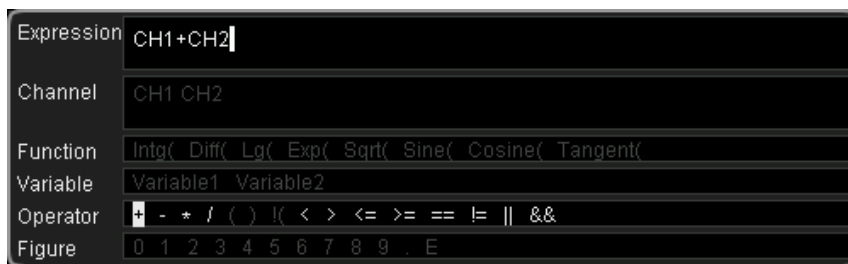 Expression CH1+CH2
Channel CH1 CH2
Function Intg( Diff( Lg( Exp( Sqrt( Sine( Cosine( Tangent(
Variable Variable1 Variable2
Operator + - * / ( ) !( < > <= >= == != || &&
Figure 0 1 2 3 4 5 6 7 8 9 . E